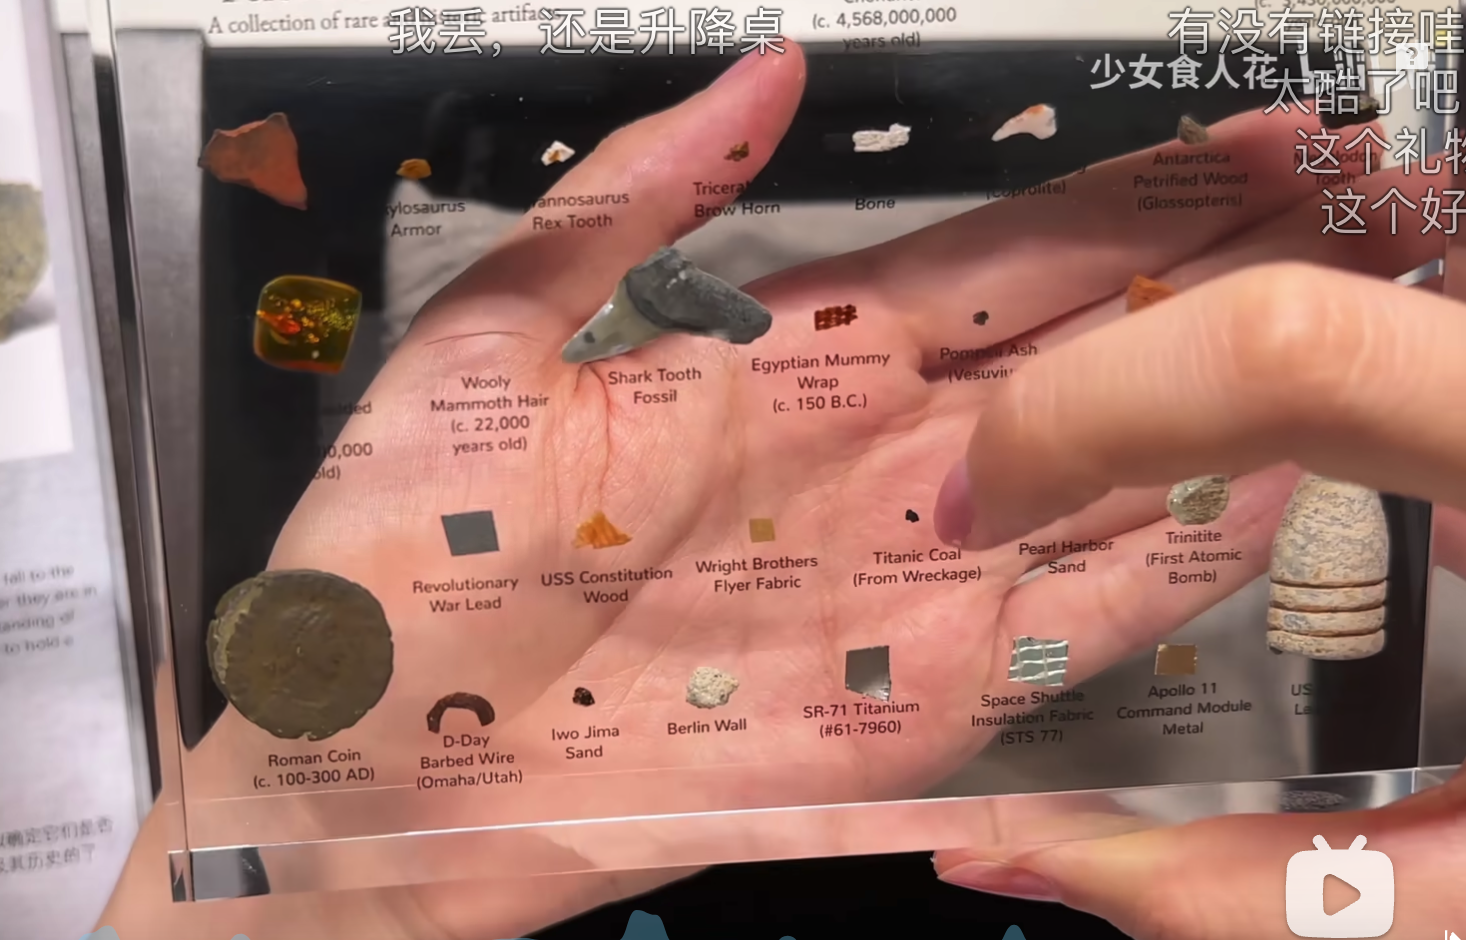 A collection of rare
artifacts
(c. 4,568,000,000
years old)
我丢，还是升降桌
有没有链接哇
少女食人花
太酷了吧
这个礼物
这个好
Armor
Rex Tooth
Brow Horn
Bone
(Coprolite)
Antarctica
Petrified Wood
(Glossopteris)
Tooth
Wooly
Mammoth Hair
(c. 22,000
years old)
Shark Tooth
Fossil
Egyptian Mummy
Wrap
(c. 150 B.C.)
Pompeii Ash
Revolutionary
War Lead
USS Constitution
Wood
Wright Brothers
Flyer Fabric
Titanic Coal
(From Wreckage)
Pearl Harbor
Sand
Trinitite
(First Atomic
Bomb)
Roman Coin
(c. 100-300 AD)
D-Day
Barbed Wire
(Omaha/Utah)
Iwo Jima
Sand
Berlin Wall
SR-71 Titanium
(#61-7960)
Space Shuttle
Insulation Fabric
(STS 77)
Apollo 11
Command Module
Metal
US